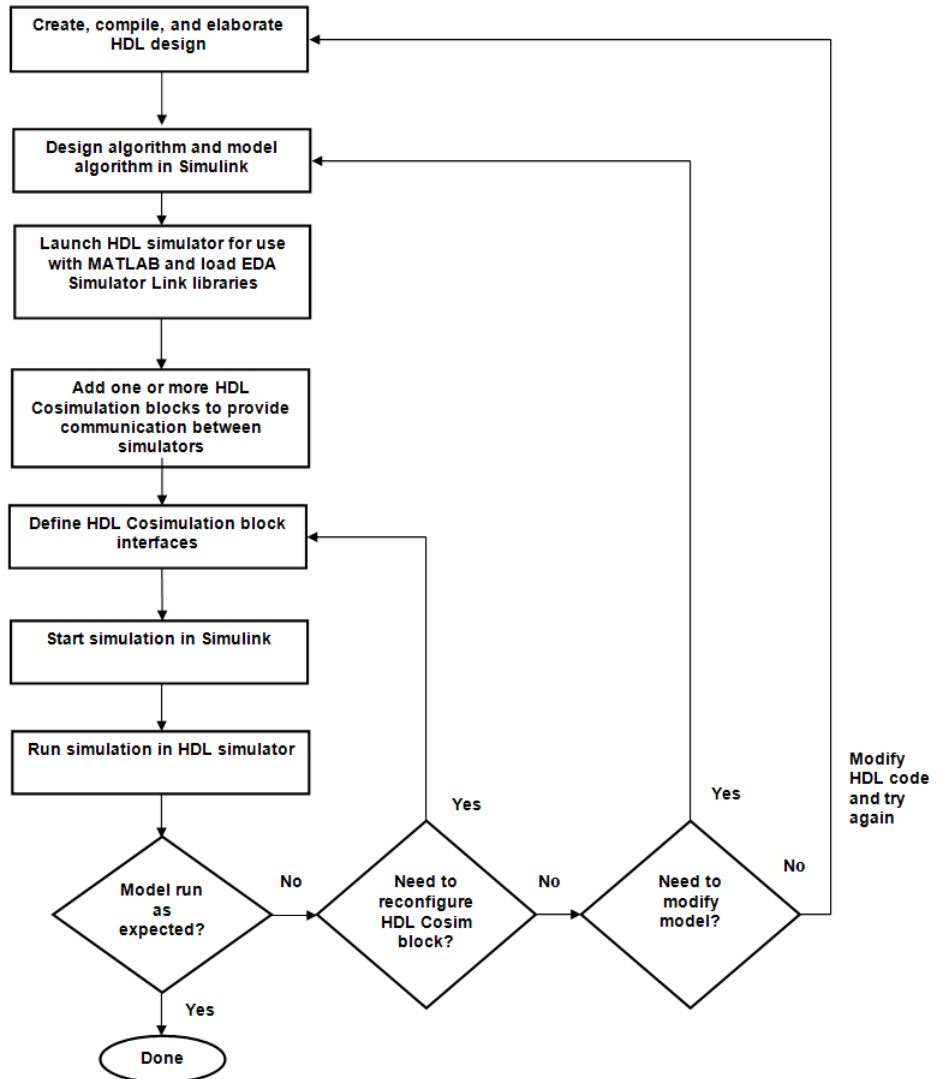 Create, compile, and elaborate
HDL design
Design algorithm and model
algorithm in Simulink
Launch HDL simulator for use
with MATLAB and load EDA
Simulator Link libraries
Add one or more HDL
Cosimulation blocks to provide
communication between
simulators
Define HDL Cosimulation block
interfaces
Start simulation in Simulink
Run simulation in HDL simulator
Model run
as
expected?
No
Yes
Done
Need to
reconfigure
HDL Cosim
block?
Yes
No
Need to
modify
model?
Yes
No
Modify
HDL code
and try
again